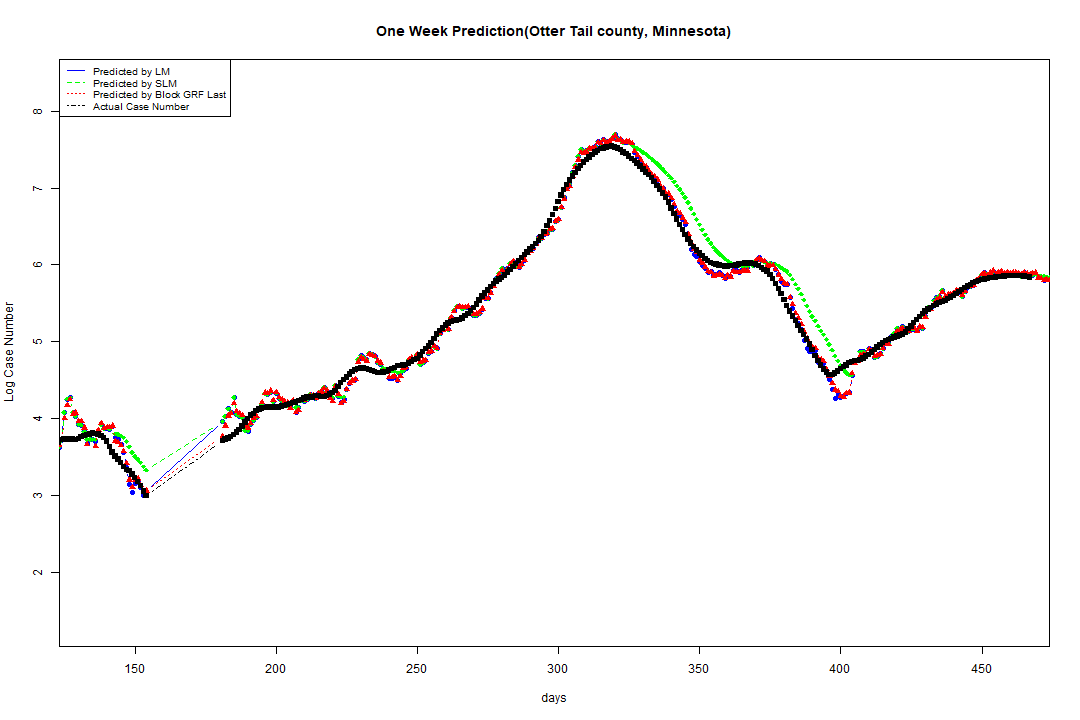 One Week Prediction(Otter Tail county, Minnesota)
Predicted by LM
Predicted by SLM
Predicted by Block GRF Last
Actual Case Number
Log Case Number
8
7
6
5
4
3
2
150 200 250 300 350 400 450
days